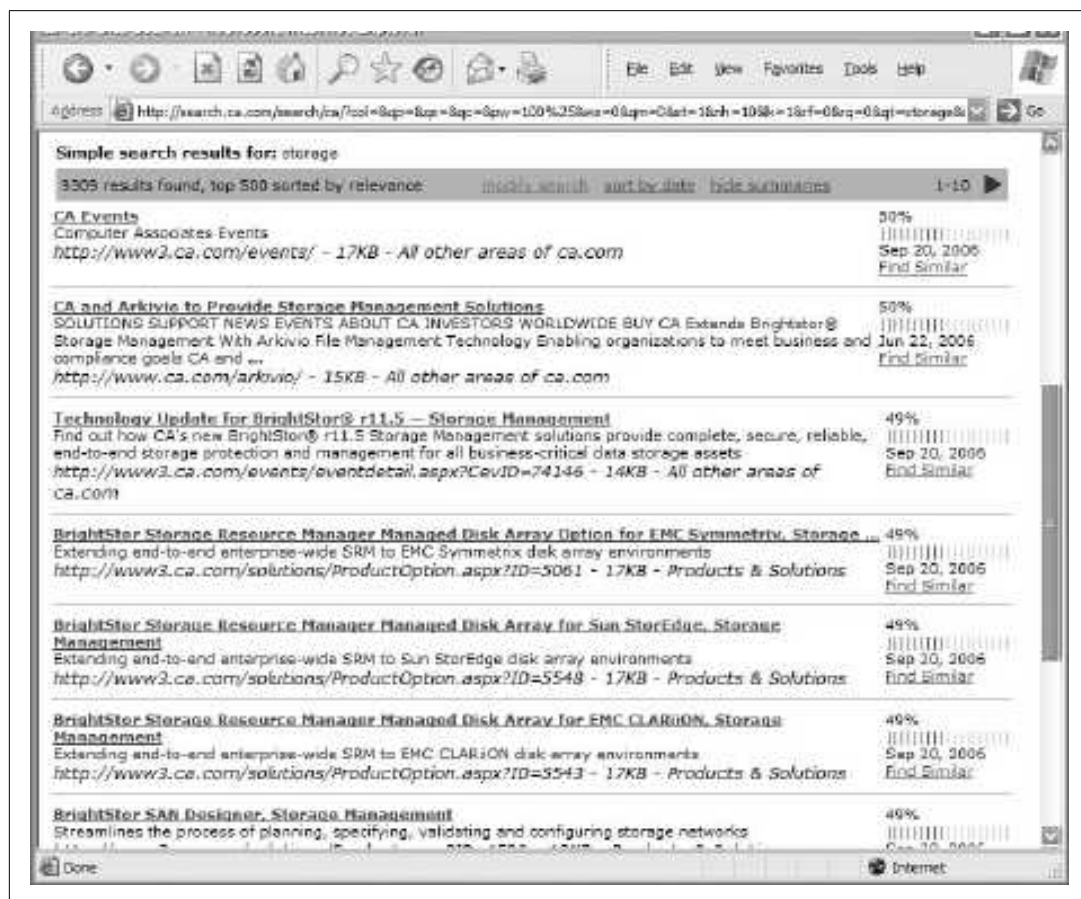 File Edit View Favorites Tools Help
Address http://search.ca.com/search/ca/?col=&qp=&qs=&qc=&pw=100%25&ws=0&qm=0&st=1&nh=10&lk=1&rf=0&rq=0&qt=storage& Go
Simple search results for: storage
3309 results found, top 500 sorted by relevance modify search sort by date hide summaries 1-10
CA Events 50%
Computer Associates Events
http://www3.ca.com/events/ - 17KB - All other areas of ca.com Sep 20, 2006
Find Similar
CA and Arkivio to Provide Storage Management Solutions 50%
SOLUTIONS SUPPORT NEWS EVENTS ABOUT CA INVESTORS WORLDWIDE BUY CA Extends Brightstor®
Storage Management With Arkivio File Management Technology Enabling organizations to meet business and Jun 22, 2006
compliance goals CA and ... Find Similar
http://www.ca.com/arkivio/ - 15KB - All other areas of ca.com
Technology Update for BrightStor® r11.5 – Storage Management 49%
Find out how CA's new BrightStor® r11.5 Storage Management solutions provide complete, secure, reliable,
end-to-end storage protection and management for all business-critical data storage assets Sep 20, 2006
http://www3.ca.com/events/eventdetail.aspx?CevID=74146 - 14KB - All other areas of Find Similar
ca.com
BrightStor Storage Resource Manager Managed Disk Array Option for EMC Symmetrix, Storage ... 49%
Extending end-to-end enterprise-wide SRM to EMC Symmetrix disk array environments
http://www3.ca.com/solutions/ProductOption.aspx?ID=5061 - 17KB - Products & Solutions Sep 20, 2006
Find Similar
BrightStor Storage Resource Manager Managed Disk Array for Sun StorEdge, Storage 49%
Management
Extending end-to-end enterprise-wide SRM to Sun StorEdge disk array environments Sep 20, 2006
http://www3.ca.com/solutions/ProductOption.aspx?ID=5548 - 17KB - Products & Solutions Find Similar
BrightStor Storage Resource Manager Managed Disk Array for EMC CLARiiON, Storage 49%
Management
Extending end-to-end enterprise-wide SRM to EMC CLARiiON disk array environments Sep 20, 2006
http://www3.ca.com/solutions/ProductOption.aspx?ID=5543 - 17KB - Products & Solutions Find Similar
BrightStor SAN Designer, Storage Management 49%
Streamlines the process of planning, specifying, validating and configuring storage networks
Done Internet